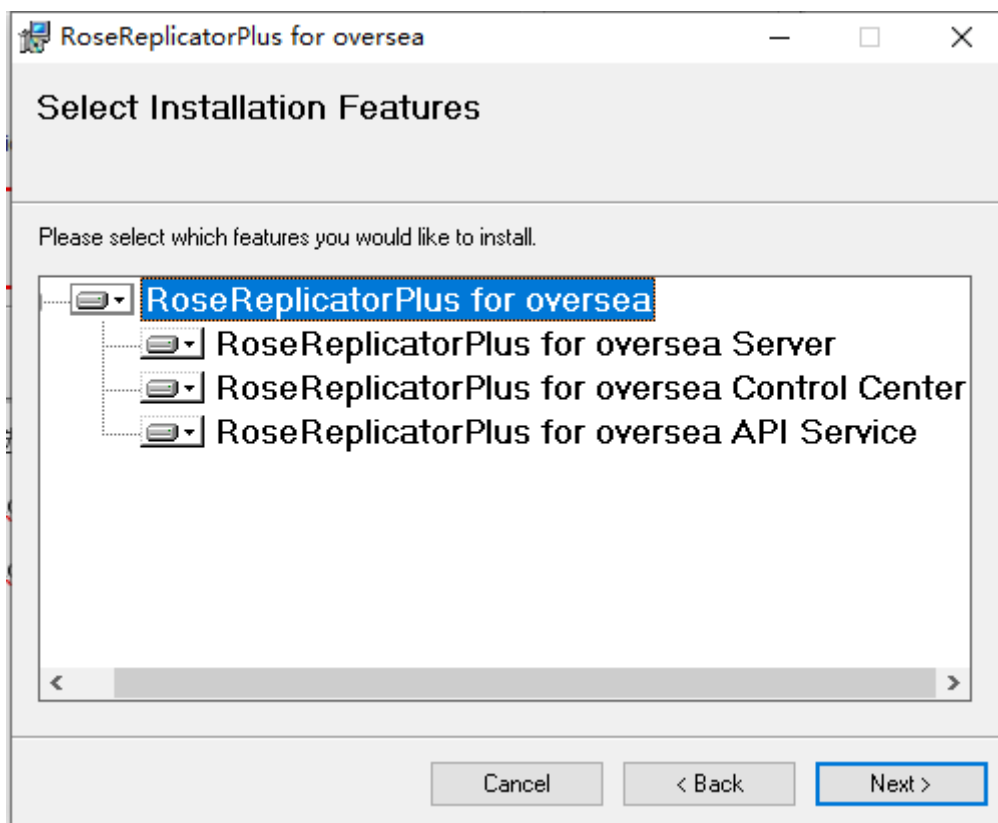 RoseReplicatorPlus for oversea
Select Installation Features
Please select which features you would like to install.
RoseReplicatorPlus for oversea
RoseReplicatorPlus for oversea Server
RoseReplicatorPlus for oversea Control Center
RoseReplicatorPlus for oversea API Service
Cancel
< Back
Next >